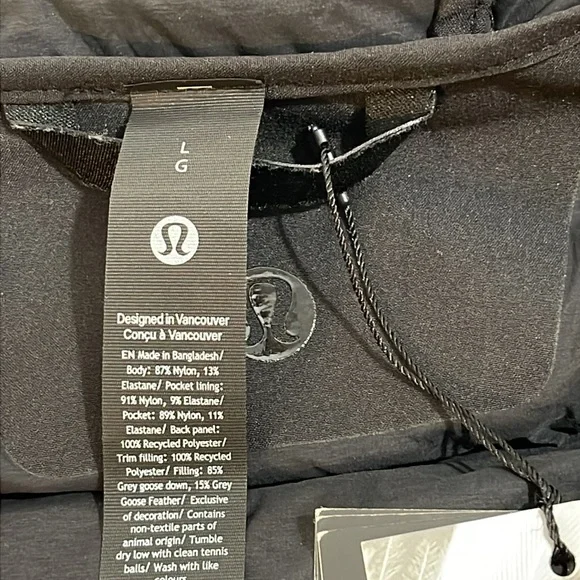 L
G
Designed in Vancouver
Conçu à Vancouver
EN Made in Bangladesh/
Body: 87% Nylon, 13%
Elastane/ Pocket lining:
91% Nylon, 9% Elastane/
Pocket: 89% Nylon, 11%
Elastane/ Back panel:
100% Recycled Polyester/
Trim filling: 100% Recycled
Polyester/ Filling: 85%
Grey goose down, 15% Grey
Goose Feather/ Exclusive
of decoration/ Contains
non-textile parts of
animal origin/ Tumble
dry low with clean tennis
balls/ Wash with like
colours